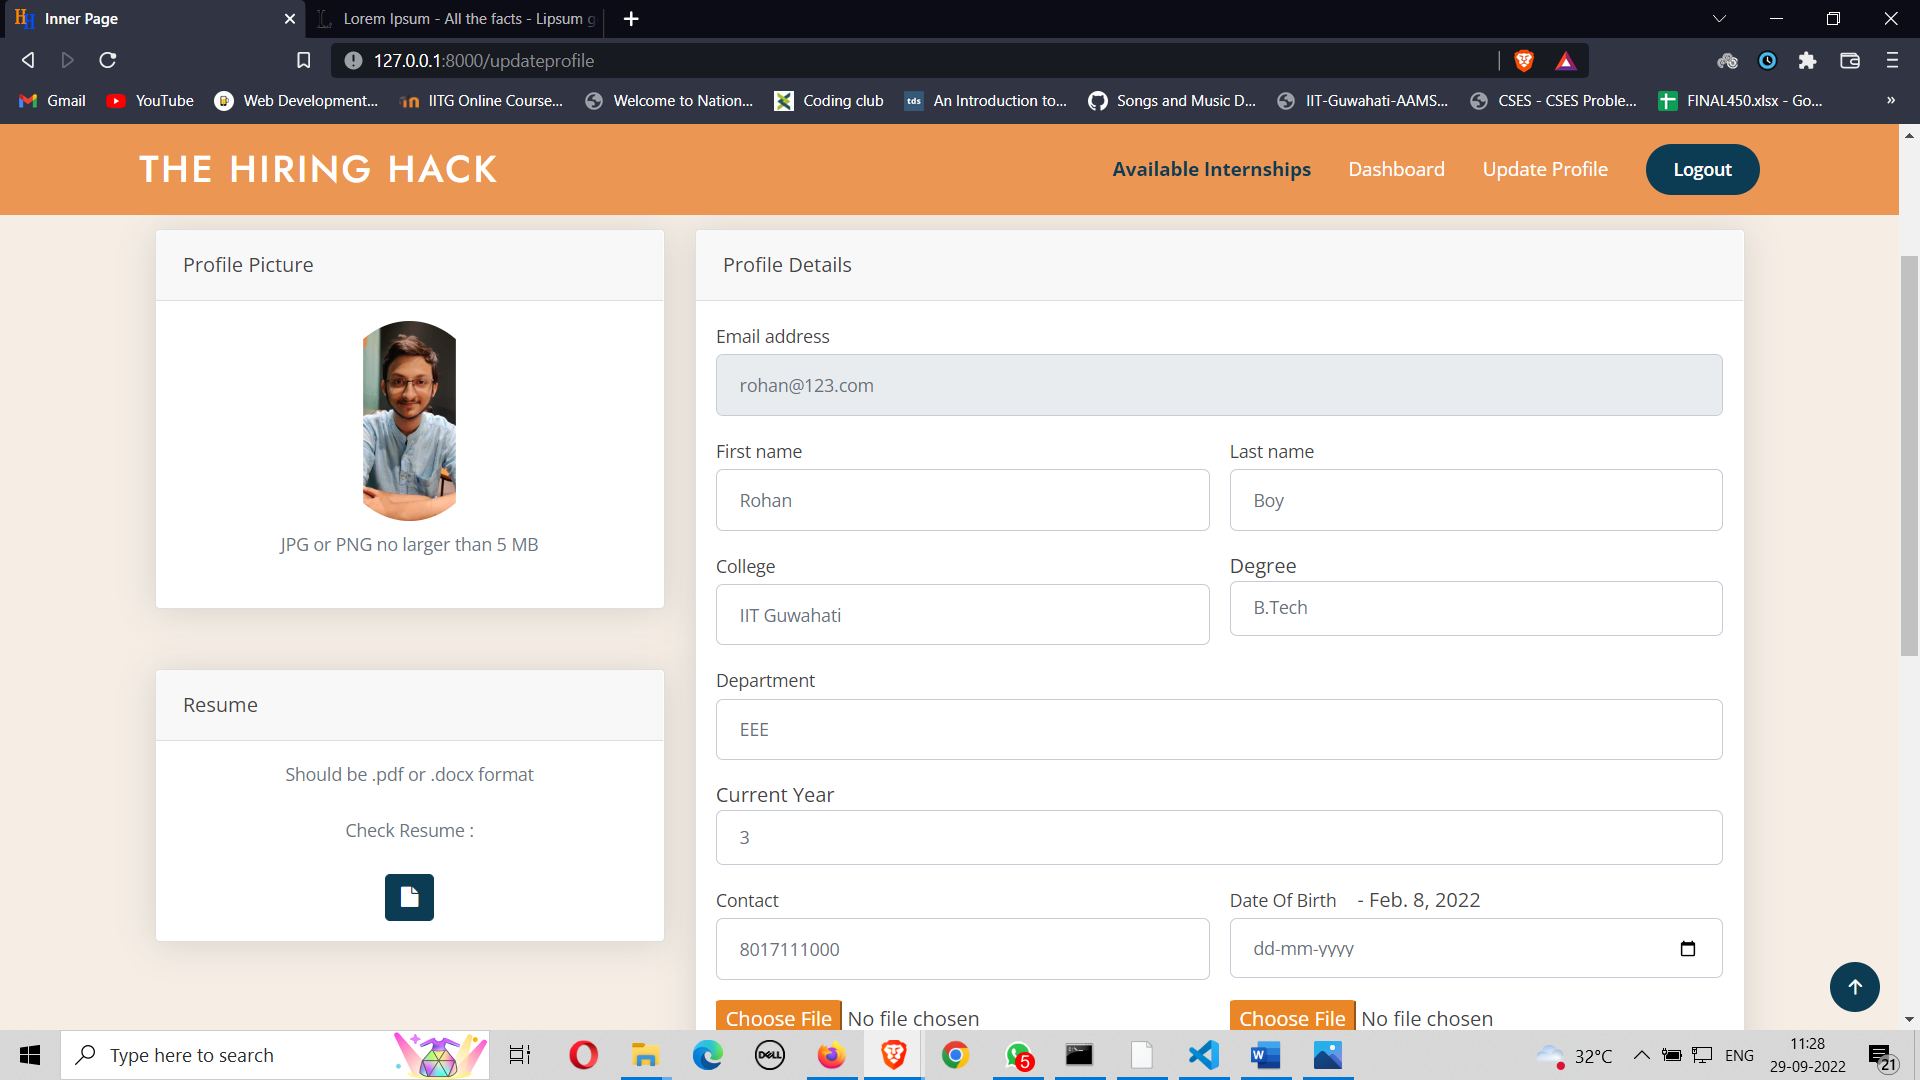 Inner Page
Lorem Ipsum - All the facts - Lipsum g
127.0.0.1:8000/updateprofile
Gmail
YouTube
Web Development...
IITG Online Course...
Welcome to Nation...
Coding club
tds
An Introduction to...
Songs and Music D...
IIT-Guwahati-AAMS...
CSES - CSES Proble...
FINAL450.xlsx - Go...
»
THE HIRING HACK
Available Internships
Dashboard
Update Profile
Logout
Profile Picture
JPG or PNG no larger than 5 MB
Resume
Should be .pdf or .docx format
Check Resume :
Profile Details
Email address
rohan@123.com
First name
Last name
Rohan
Boy
College
Degree
IIT Guwahati
B.Tech
Department
EEE
Current Year
3
Contact
Date Of Birth - Feb. 8, 2022
8017111000
dd-mm-yyyy
Choose File No file chosen
Choose File No file chosen
Type here to search
DELL
5
32°C
ENG
11:28
29-09-2022
21